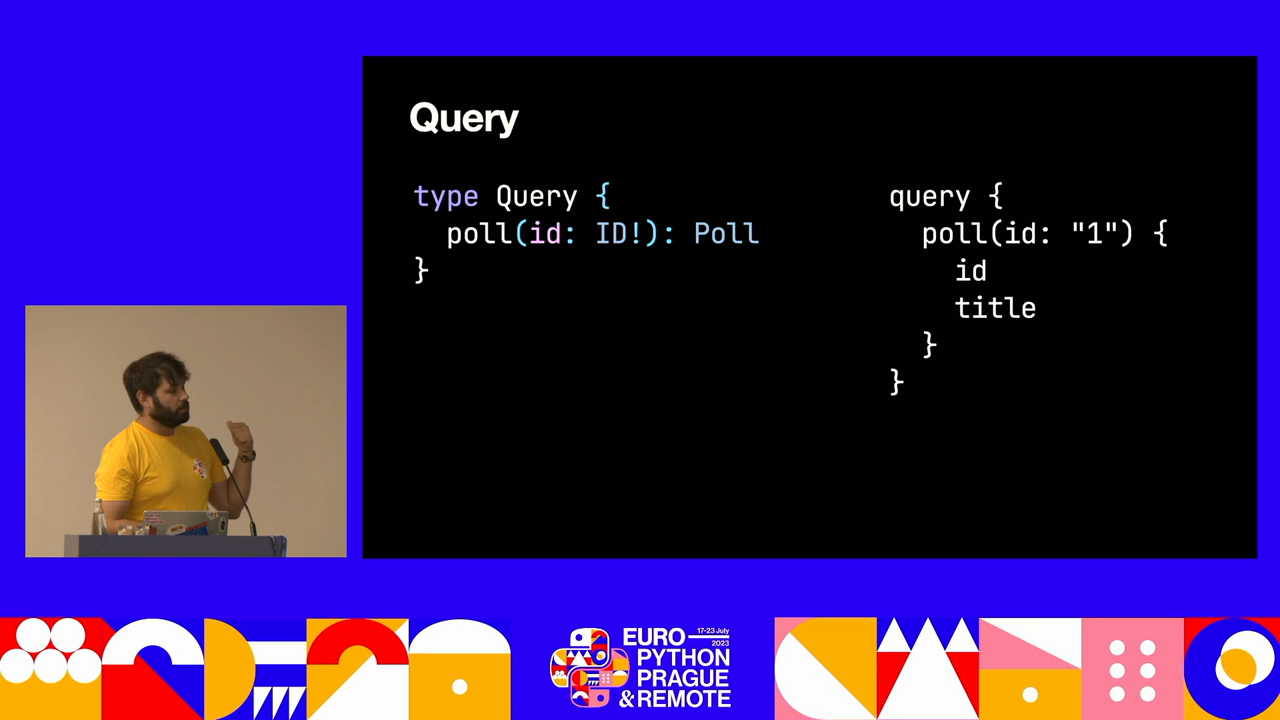 Query
type Query {
  poll(id: ID!): Poll
}
query {
  poll(id: "1") {
    id
    title
  }
}
EURO 17-23 July 2023
PYTHON
PRAGUE
& REMOTE